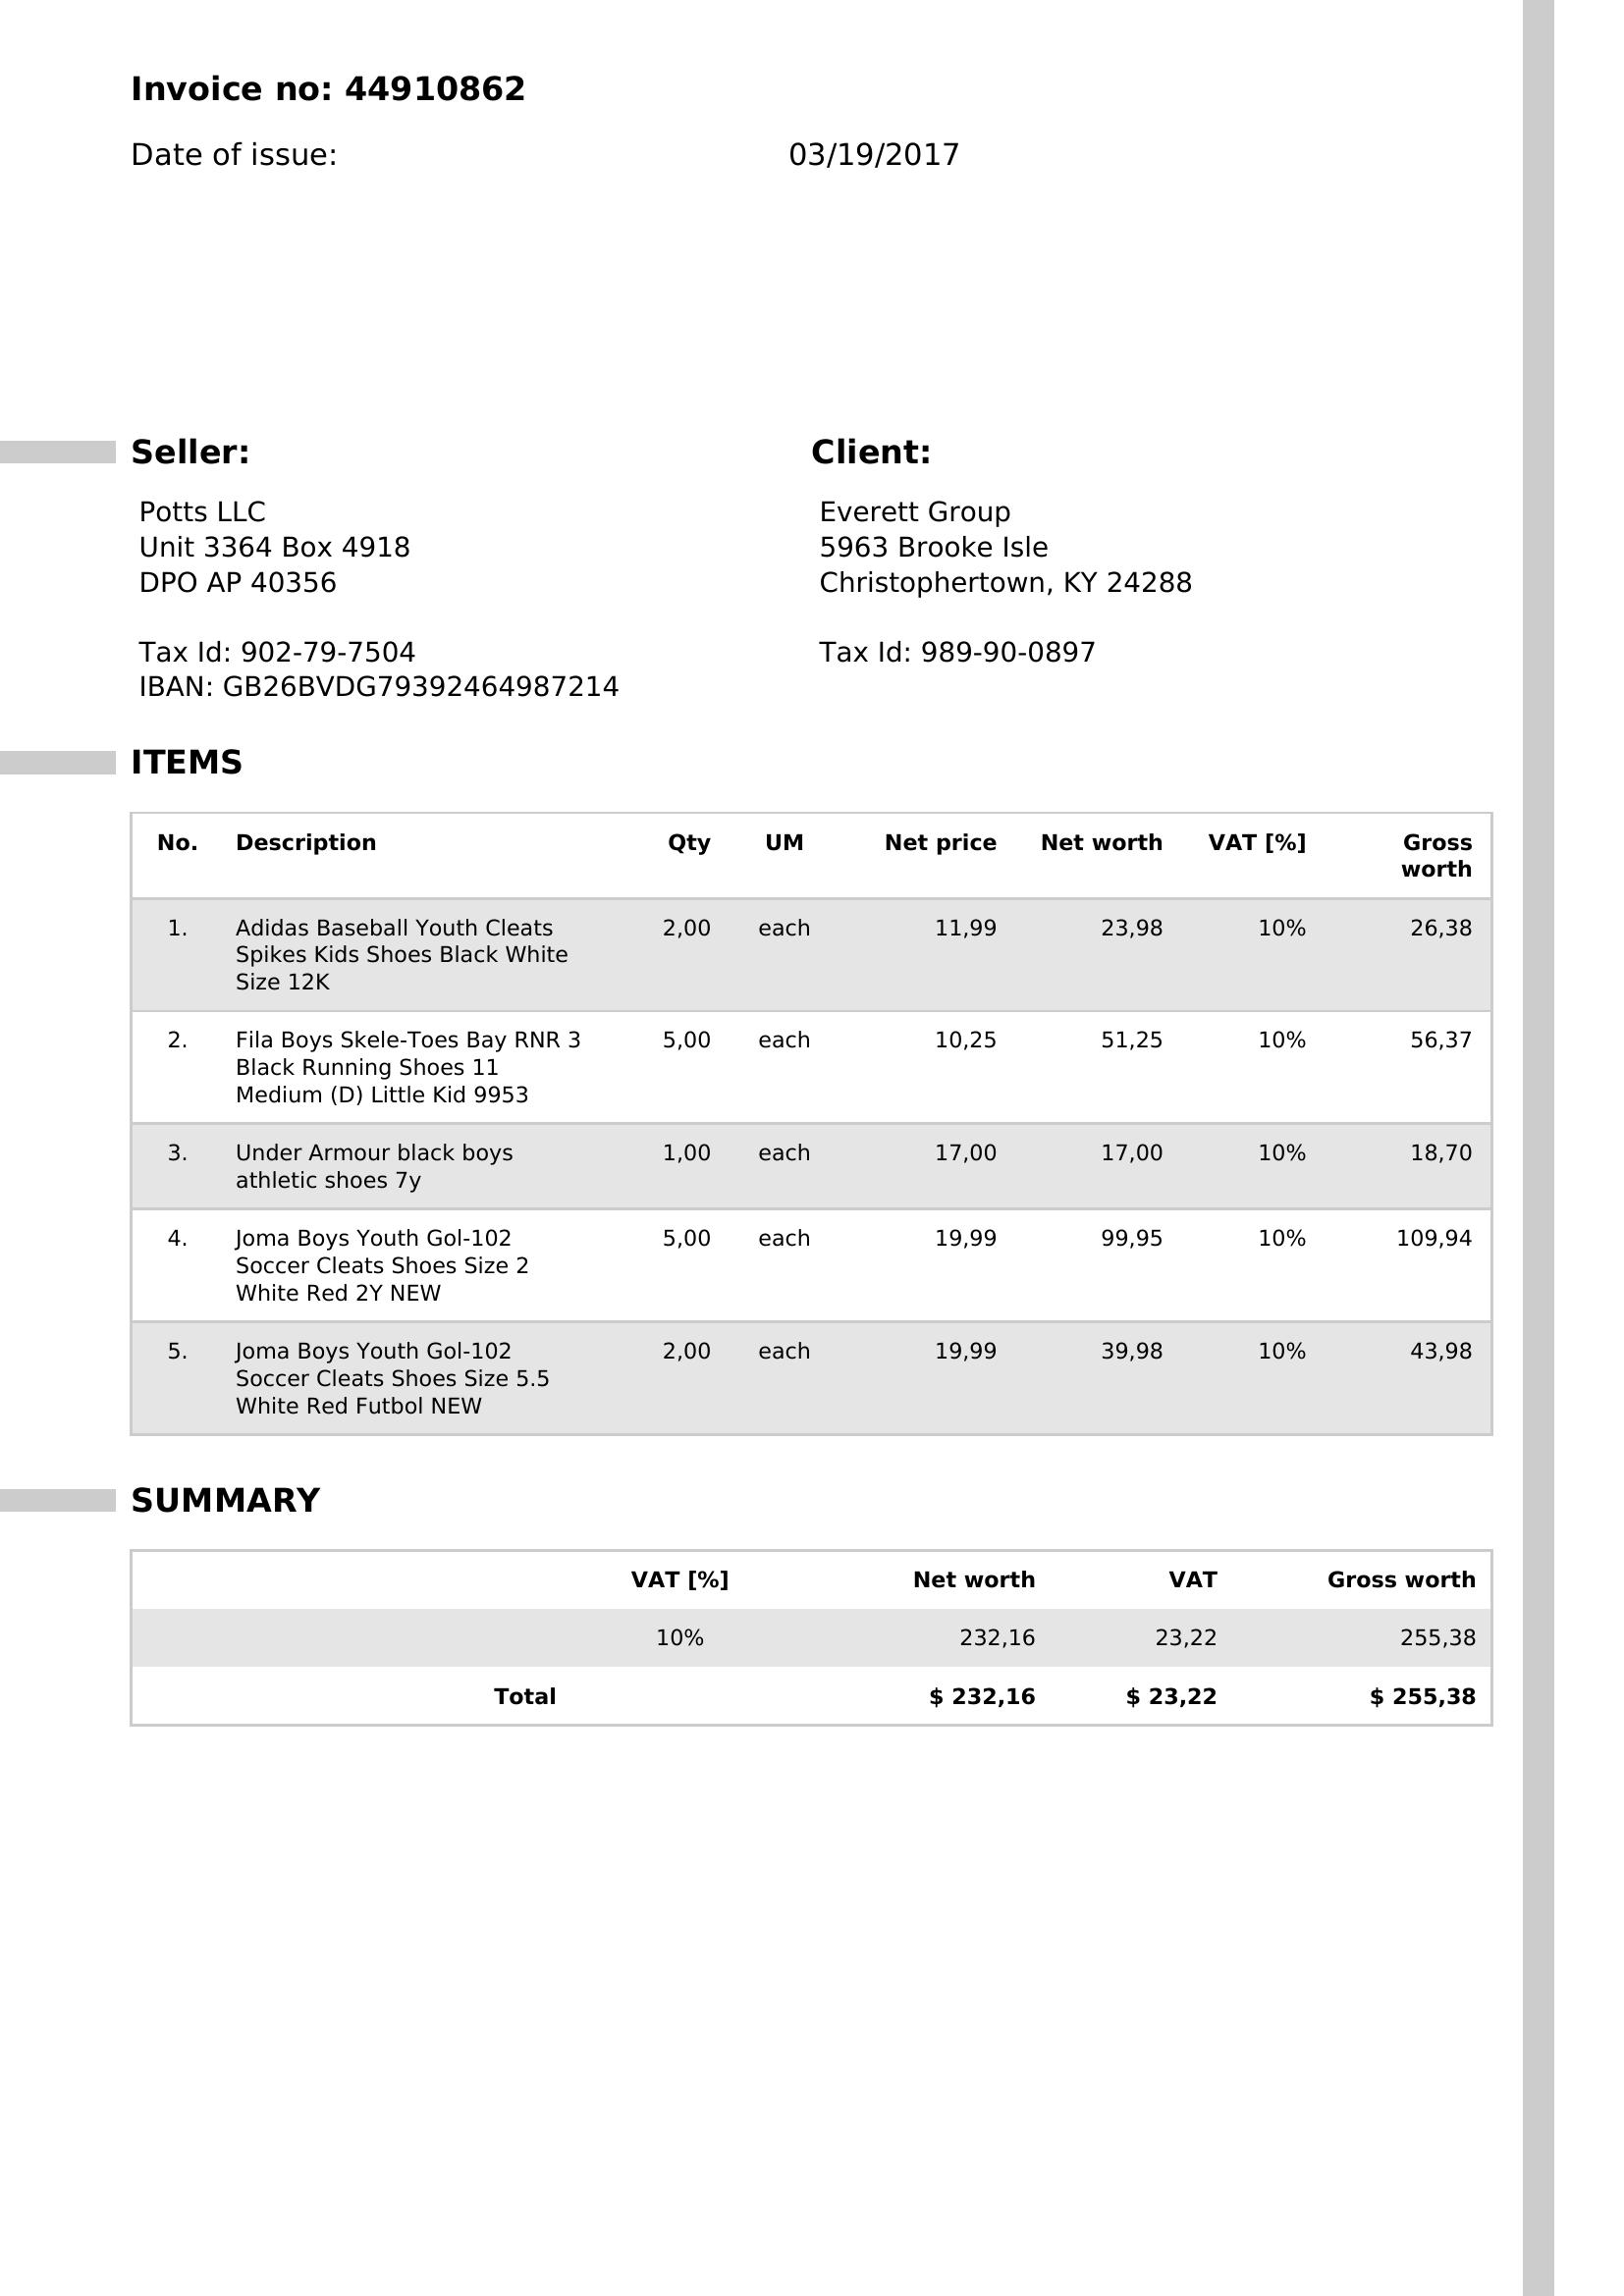 Invoice no: 44910862
Date of issue: 03/19/2017
Seller:
Potts LLC
Unit 3364 Box 4918
DPO AP 40356
Tax Id: 902-79-7504
IBAN: GB26BVDG79392464987214
Client:
Everett Group
5963 Brooke Isle
Christophertown, KY 24288
Tax Id: 989-90-0897
ITEMS
No. Description Qty UM Net price Net worth VAT [%] Gross
worth
1. Adidas Baseball Youth Cleats 2,00 each 11,99 23,98 10% 26,38
Spikes Kids Shoes Black White
Size 12K
2. Fila Boys Skele-Toes Bay RNR 3 5,00 each 10,25 51,25 10% 56,37
Black Running Shoes 11
Medium (D) Little Kid 9953
3. Under Armour black boys 1,00 each 17,00 17,00 10% 18,70
athletic shoes 7y
4. Joma Boys Youth Gol-102 5,00 each 19,99 99,95 10% 109,94
Soccer Cleats Shoes Size 2
White Red 2Y NEW
5. Joma Boys Youth Gol-102 2,00 each 19,99 39,98 10% 43,98
Soccer Cleats Shoes Size 5.5
White Red Futbol NEW
SUMMARY
VAT [%] Net worth VAT Gross worth
10% 232,16 23,22 255,38
Total $ 232,16 $ 23,22 $ 255,38